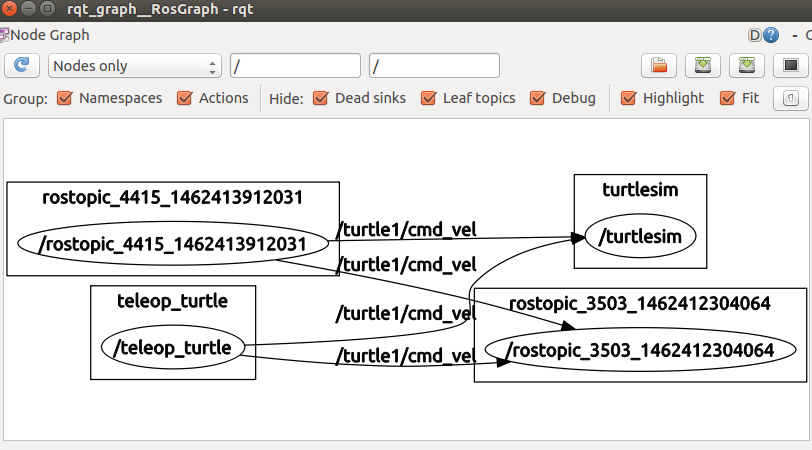 rqt_graph__RosGraph - rqt
Node Graph
D ? - O
Nodes only / /
Group: Namespaces Actions Hide: Dead sinks Leaf topics Debug Highlight Fit
rostopic_4415_1462413912031
/rostopic_4415_1462413912031
turtlesim
/turtlesim
/turtle1/cmd_vel
/turtle1/cmd_vel
teleop_turtle
/teleop_turtle
/turtle1/cmd_vel
/turtle1/cmd_vel
rostopic_3503_1462412304064
/rostopic_3503_1462412304064